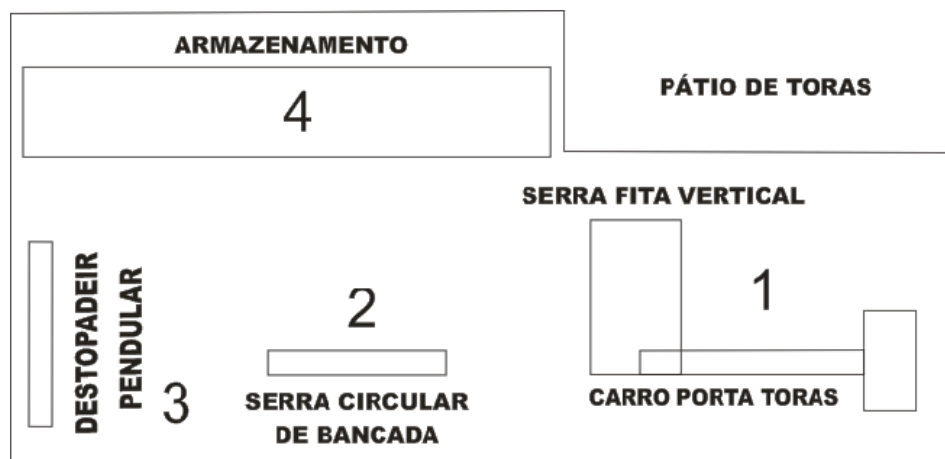 ARMAZENAMENTO
4
PÁTIO DE TORAS
SERRA FITA VERTICAL
1
CARRO PORTA TORAS
2
SERRA CIRCULAR
DE BANCADA
DESTOPADEIR
PENDULAR
3